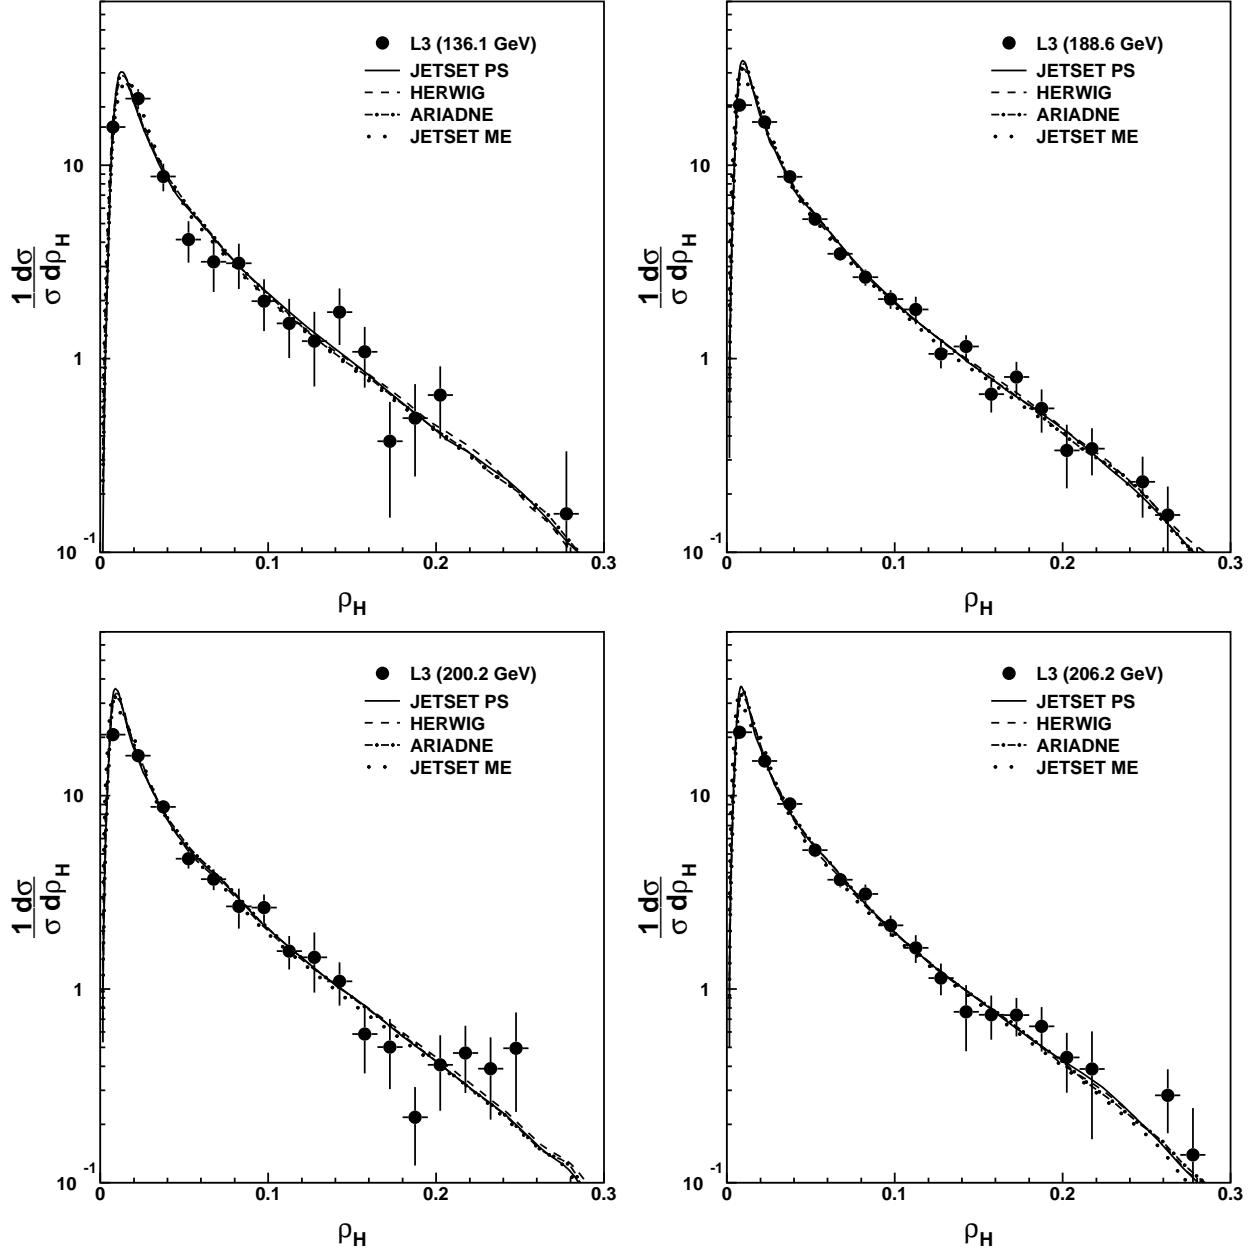 L3 (136.1 GeV)
JETSET PS
HERWIG
ARIADNE
JETSET ME
10
1
10 -1
0 0.1 0.2 0.3
ρH
1 dσ
σ dρH
L3 (188.6 GeV)
JETSET PS
HERWIG
ARIADNE
JETSET ME
10
1
10 -1
0 0.1 0.2 0.3
ρH
1 dσ
σ dρH
L3 (200.2 GeV)
JETSET PS
HERWIG
ARIADNE
JETSET ME
10
1
10 -1
0 0.1 0.2 0.3
ρH
1 dσ
σ dρH
L3 (206.2 GeV)
JETSET PS
HERWIG
ARIADNE
JETSET ME
10
1
10 -1
0 0.1 0.2 0.3
ρH
1 dσ
σ dρH